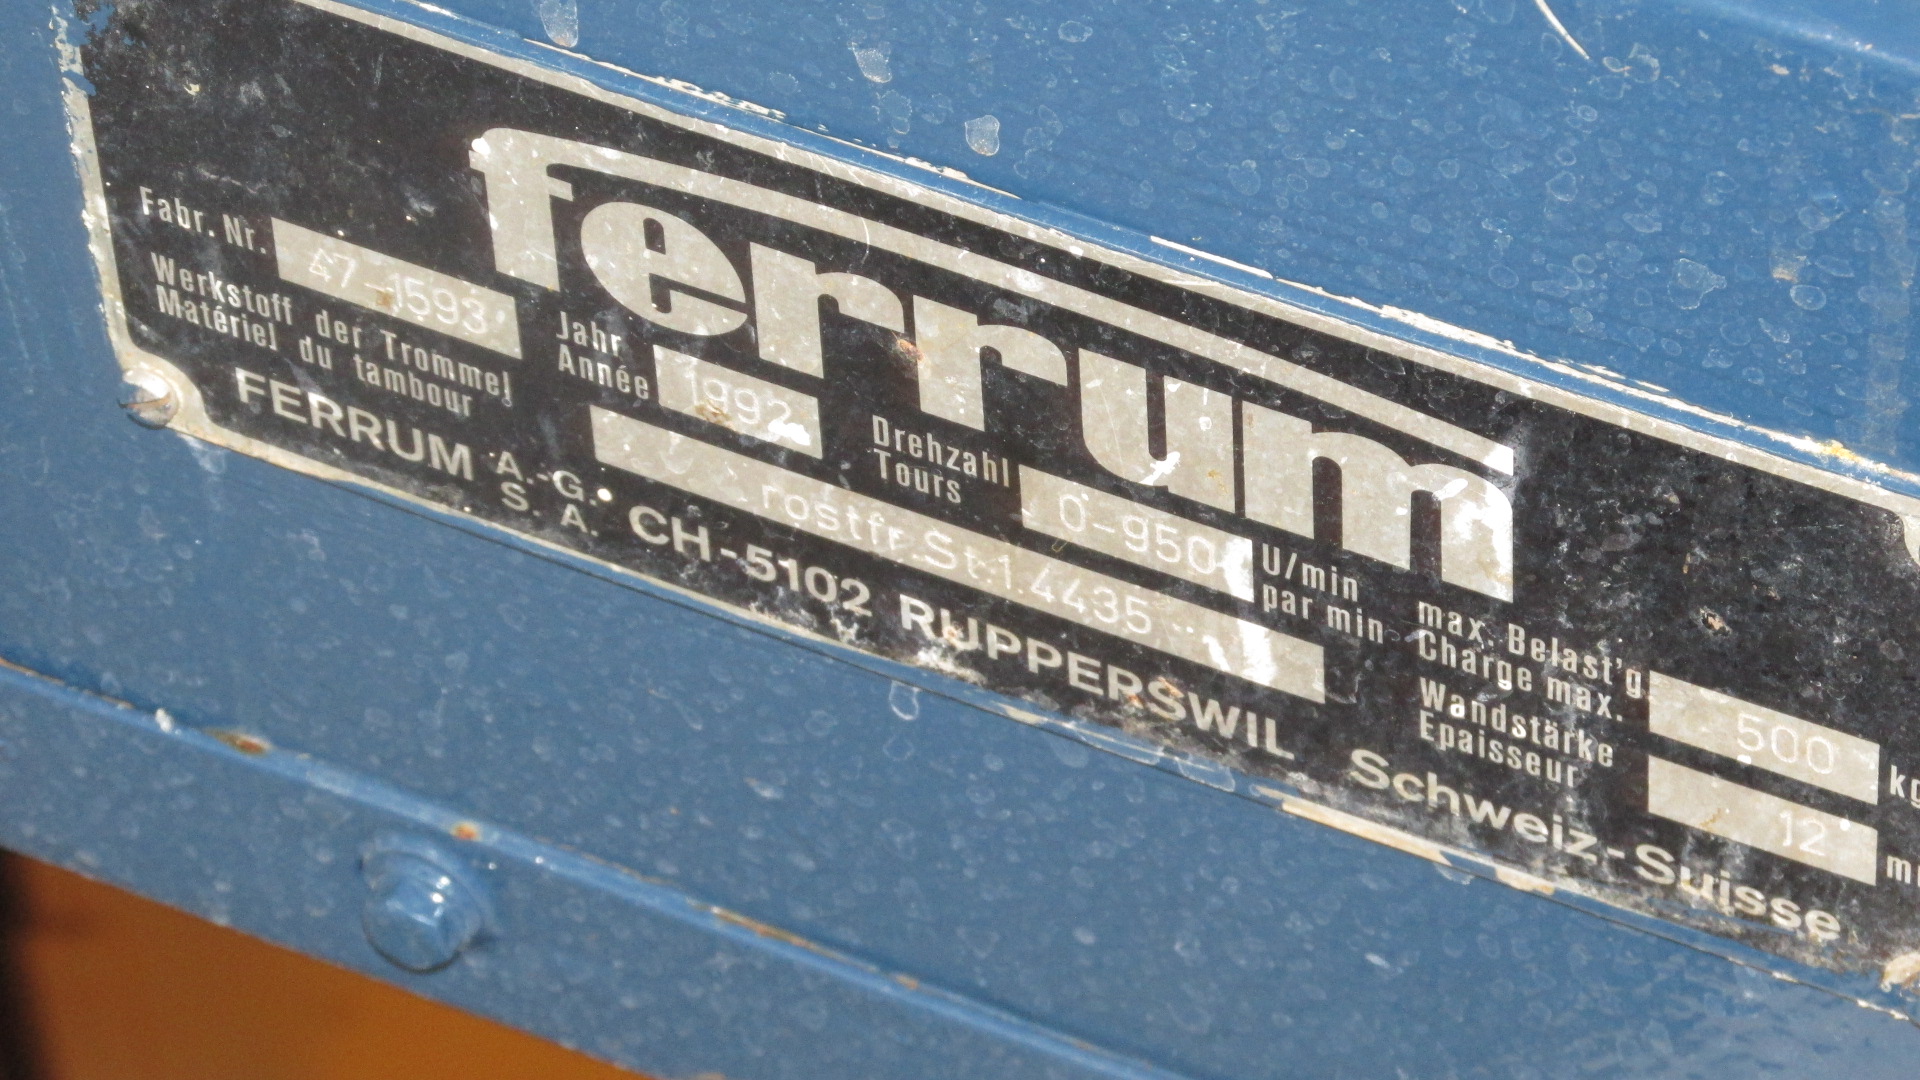 ferrum
Fabr. Nr. 47-1593
Jahr
Année 1992
Drehzahl
Tours 0-950 U/min
par min
max. Belast'g
Charge max. 500 kg
Werkstoff der Trommel
Matériel du tambour rostfr.St.1.4435
Wandstärke
Epaisseur 12
FERRUM A.-G.
S. A. CH-5102 RUPPERSWIL Schweiz-Suisse